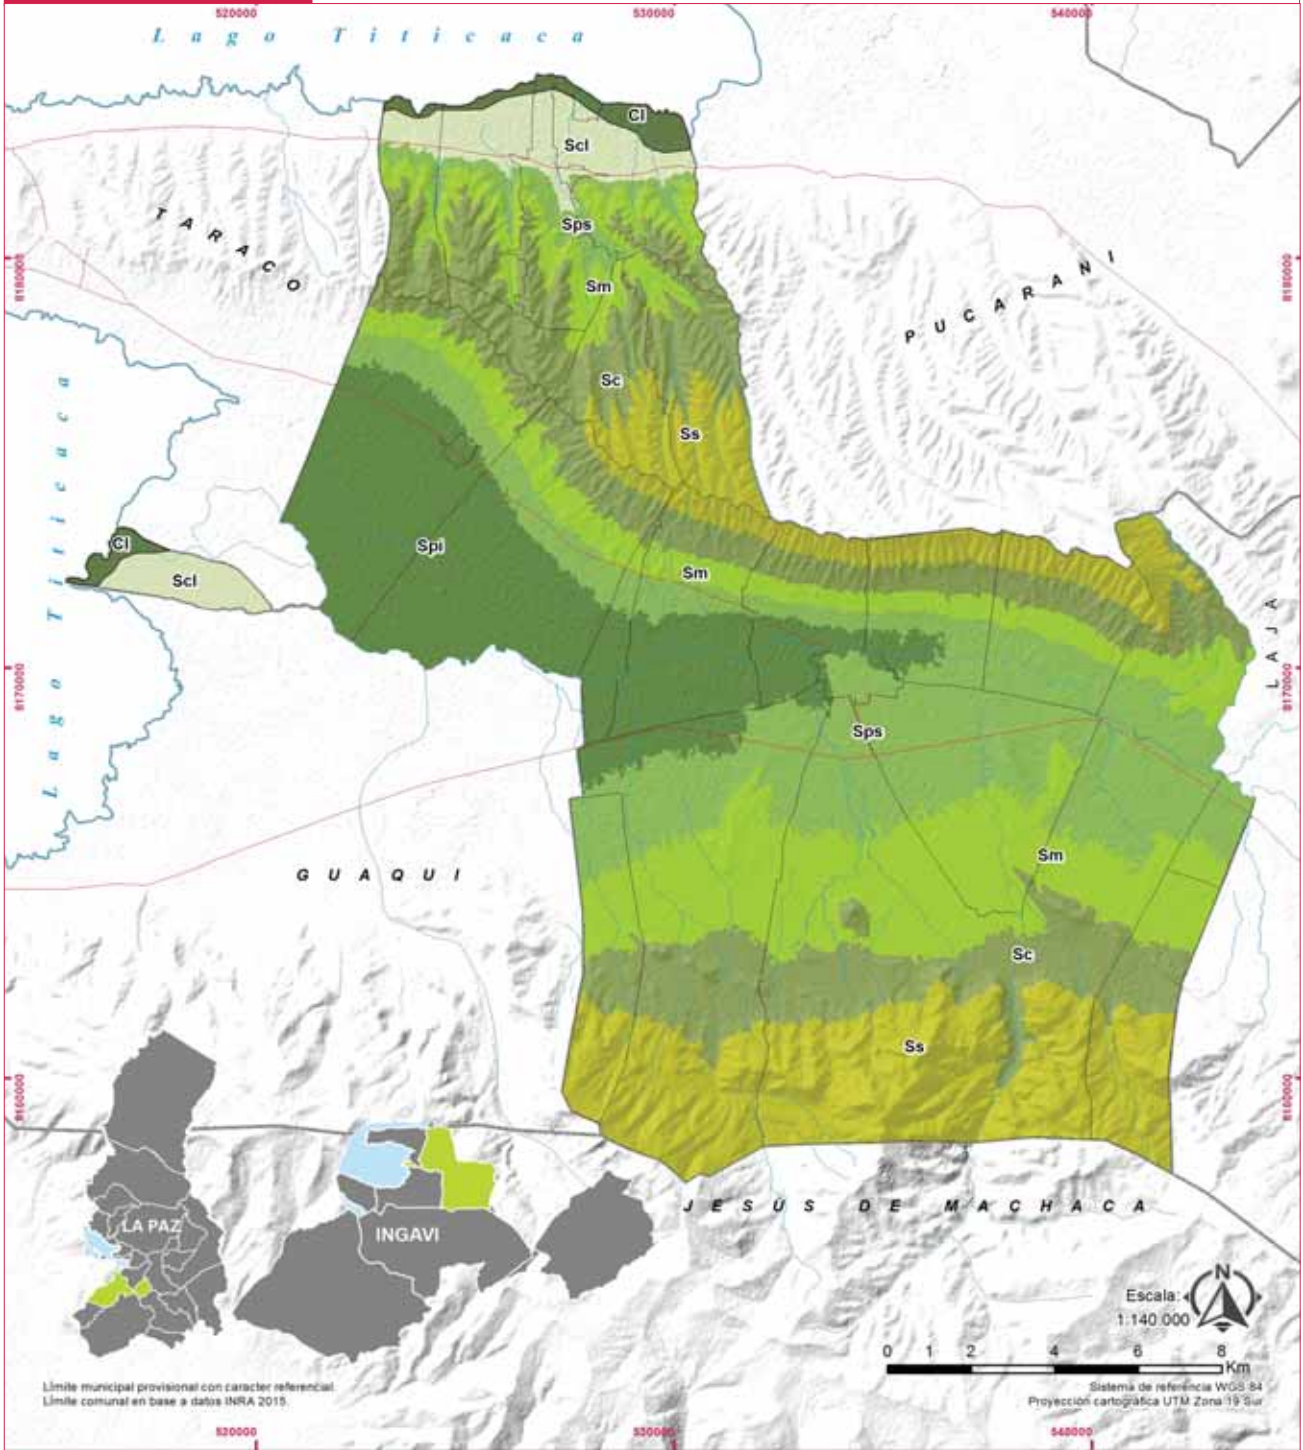 520000
530000
540000
Lago Titicaca
Cl
Scl
TARACO
Sps
8180000
8180000
PUCARANI
Sm
Lago Titicaca
Sc
Ss
Cl
Spi
Scl
Sm
LAJA
8170000
8170000
Sps
Sm
GUAQUI
Sc
Ss
8160000
8160000
JESÚS DE MACHACA
LA PAZ
INGAVI
N
Escala:
1:140.000
0 1 2 4 6 8
Km
Límite municipal provisional con caracter referencial.
Límite comunal en base a datos INRA 2015.
Sistema de referencia WGS 84
Proyección cartográfica UTM Zona 19 Sur
520000
530000
540000